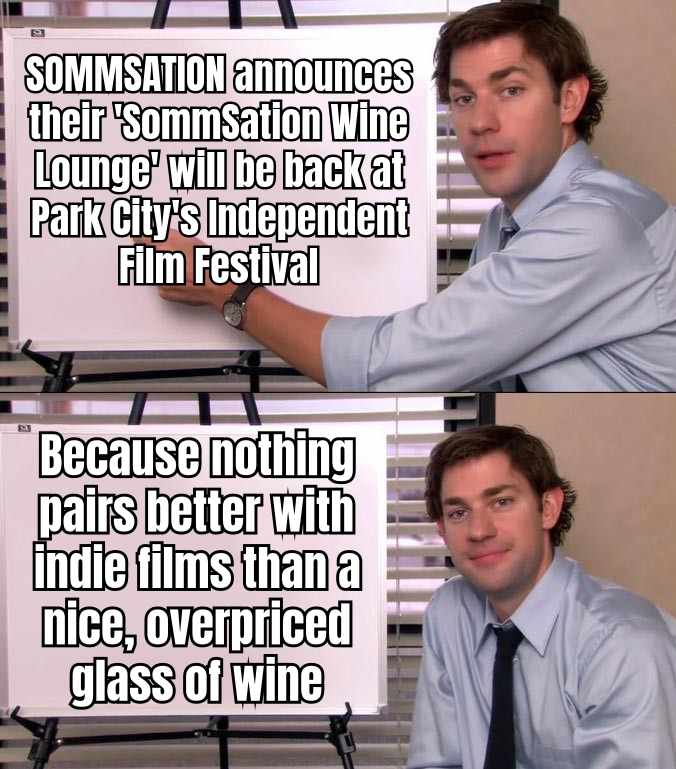 SOMMSATION announces
their 'SommSation Wine
Lounge' will be back at
Park City's Independent
Film Festival
Because nothing
pairs better with
indie films than a
nice, overpriced
glass of wine